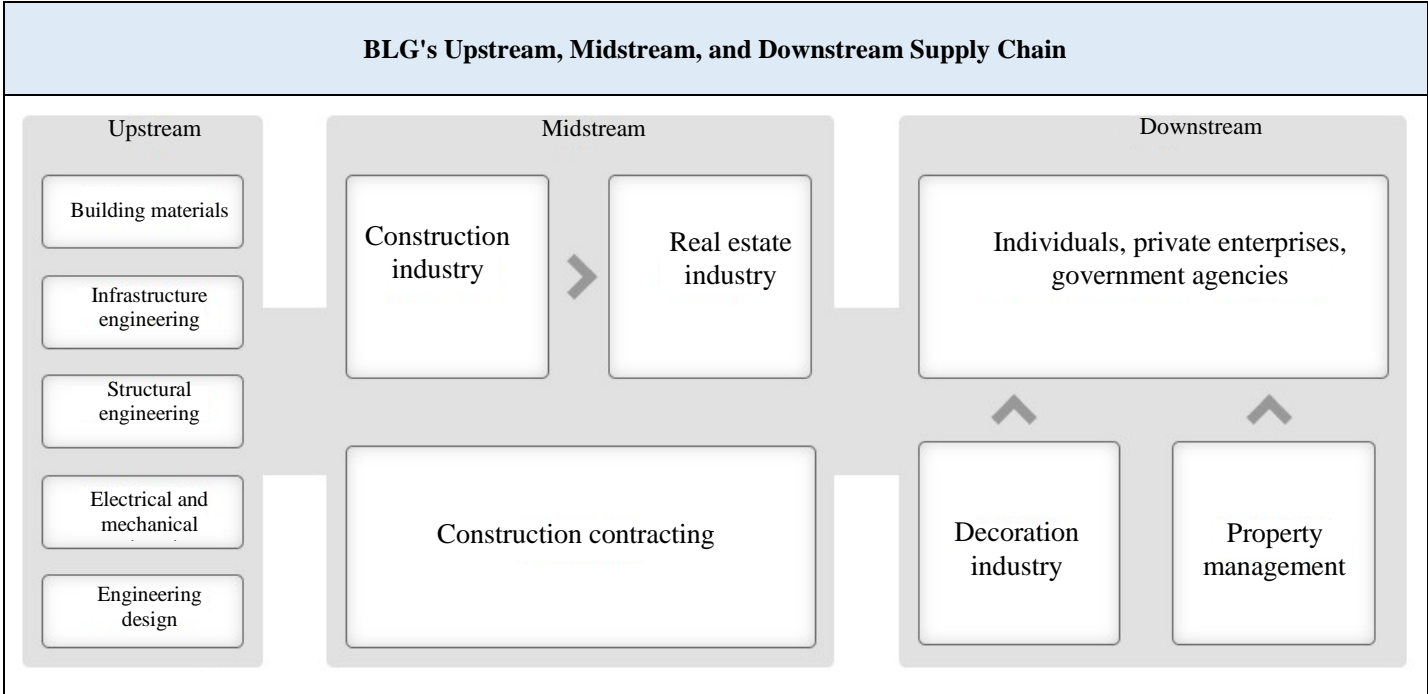 BLG's Upstream, Midstream, and Downstream Supply Chain
Upstream
Building materials
Infrastructure
engineering
Structural
engineering
Electrical and
mechanical
Engineering
design
Midstream
Construction
industry
Real estate
industry
Construction contracting
Downstream
Individuals, private enterprises,
government agencies
Decoration
industry
Property
management